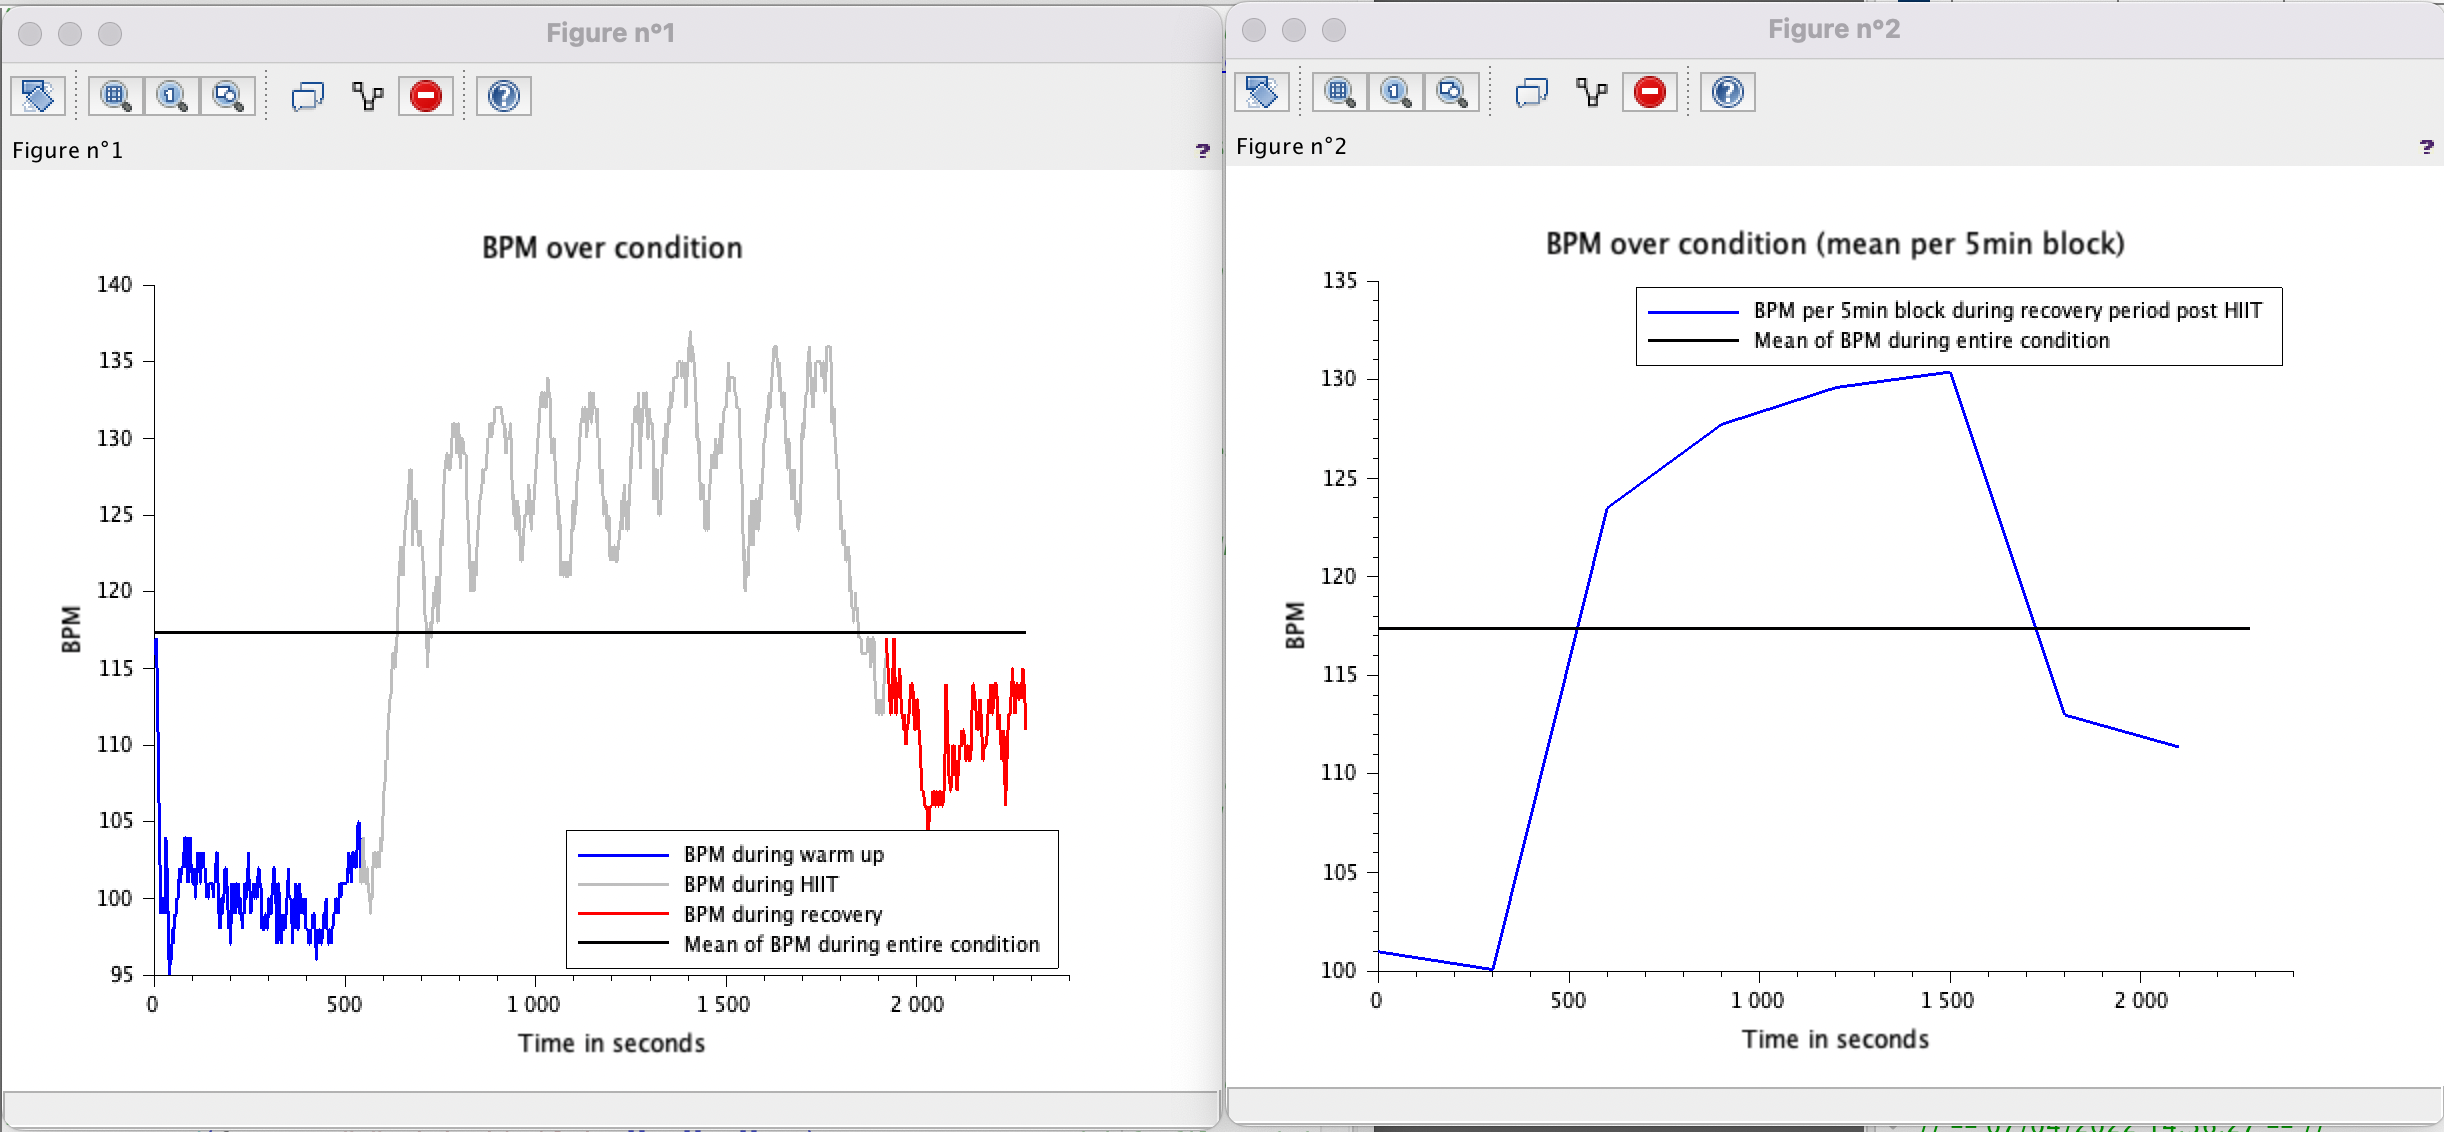 Figure n°1
Figure n°1
?
BPM over condition
140
135
130
125
120
115
110
105
100
95
BPM
0
500
1 000
1 500
2 000
Time in seconds
BPM during warm up
BPM during HIIT
BPM during recovery
Mean of BPM during entire condition
Figure n°2
Figure n°2
?
BPM over condition (mean per 5min block)
135
130
125
120
115
110
105
100
BPM
0
500
1 000
1 500
2 000
Time in seconds
BPM per 5min block during recovery period post HIIT
Mean of BPM during entire condition